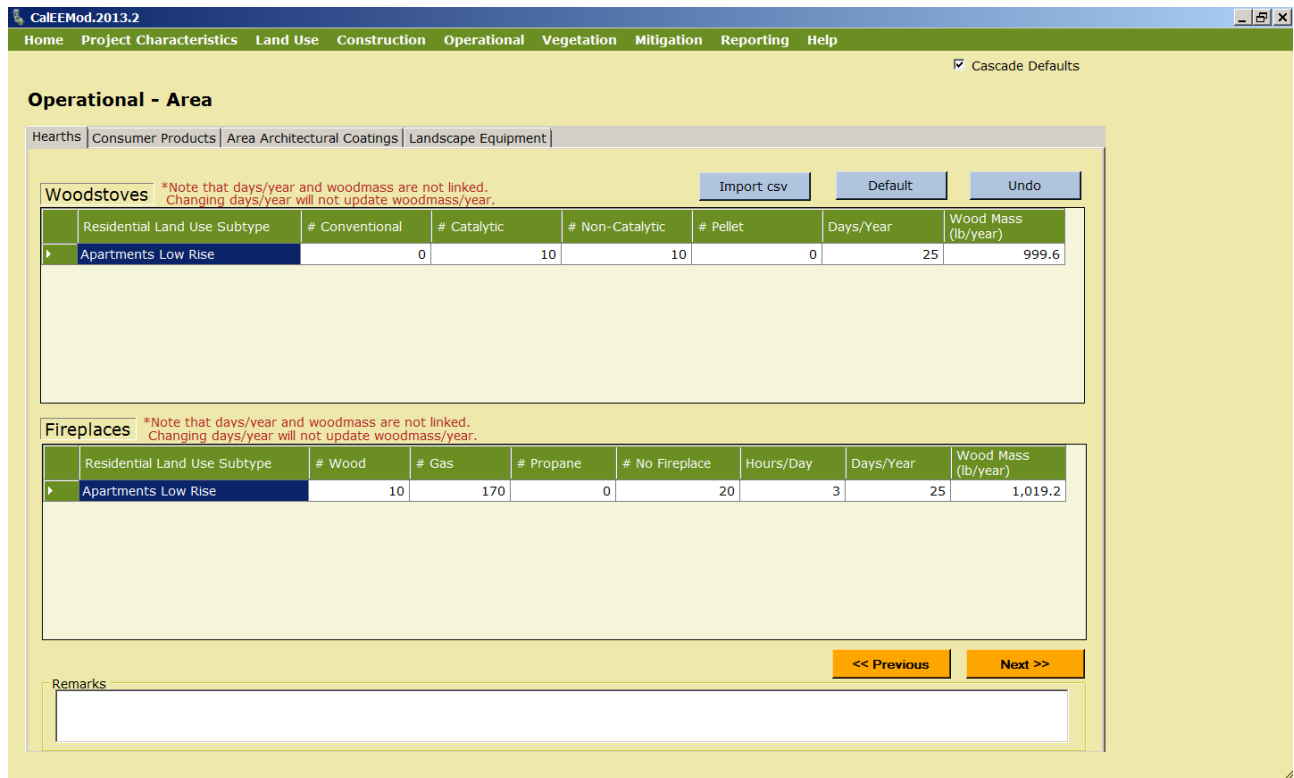 CalEEMod.2013.2
Home Project Characteristics Land Use Construction Operational Vegetation Mitigation Reporting Help
Cascade Defaults
Operational - Area
Hearths Consumer Products Area Architectural Coatings Landscape Equipment
Woodstoves
*Note that days/year and woodmass are not linked.
Changing days/year will not update woodmass/year.
Import csv Default Undo
Residential Land Use Subtype # Conventional # Catalytic # Non-Catalytic # Pellet Days/Year Wood Mass (lb/year)
Apartments Low Rise 0 10 10 0 25 999.6
Fireplaces
*Note that days/year and woodmass are not linked.
Changing days/year will not update woodmass/year.
Residential Land Use Subtype # Wood # Gas # Propane # No Fireplace Hours/Day Days/Year Wood Mass (lb/year)
Apartments Low Rise 10 170 0 20 3 25 1,019.2
<< Previous Next >>
Remarks